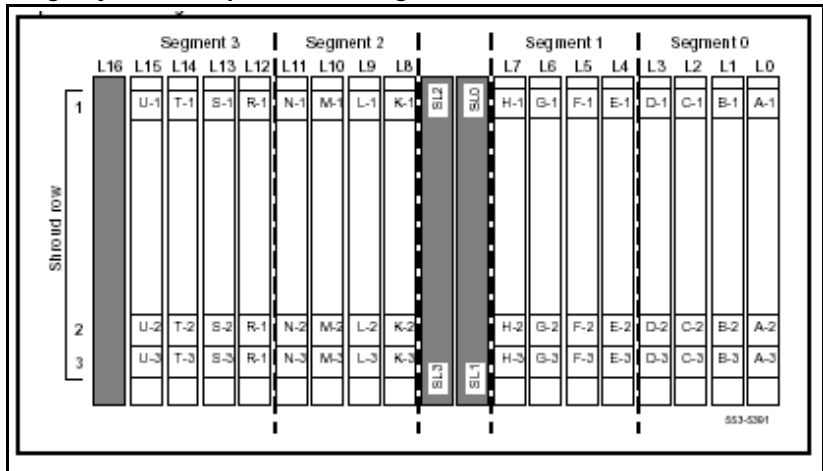 Segment 3 Segment 2 Segment 1 Segment 0
L16 L15 L14 L13 L12 L11 L10 L9 L8 L7 L6 L5 L4 L3 L2 L1 L0
SL2 SL0
1 U-1 T-1 S-1 R-1 N-1 M-1 L-1 K-1 H-1 G-1 F-1 E-1 D-1 C-1 B-1 A-1
Shroud row
2 U-2 T-2 S-2 R-1 N-2 M-2 L-2 K-2 H-2 G-2 F-2 E-2 D-2 C-2 B-2 A-2
3 U-3 T-3 S-3 R-1 N-3 M-3 L-3 K-3 H-3 G-3 F-3 E-3 D-3 C-3 B-3 A-3
SL3 SL1
553-5391